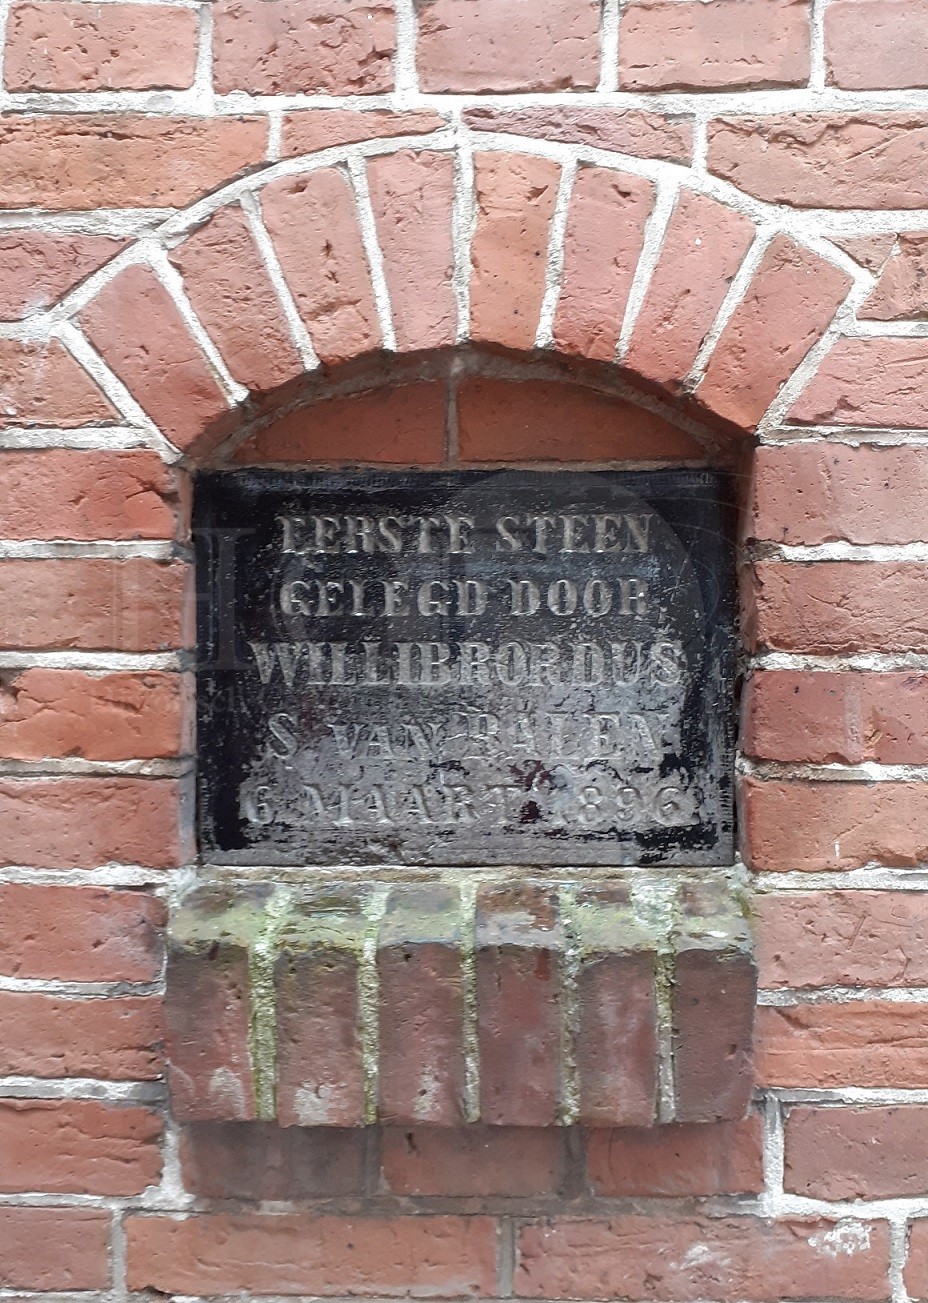 EERSTE STEEN
GELEGD DOOR
WILLIBRORDUS
S. VAN BALEN
6 MAART 1896